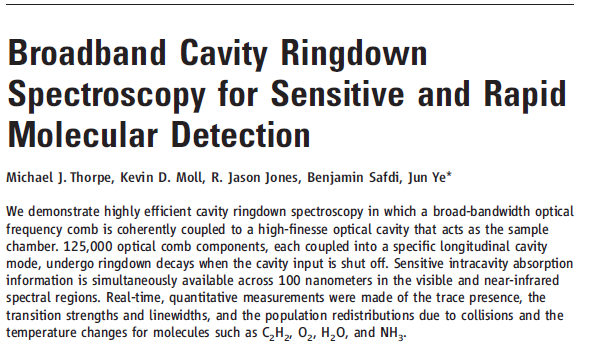 Broadband Cavity Ringdown
Spectroscopy for Sensitive and Rapid
Molecular Detection
Michael J. Thorpe, Kevin D. Moll, R. Jason Jones, Benjamin Safdi, Jun Ye*
We demonstrate highly efficient cavity ringdown spectroscopy in which a broad-bandwidth optical
frequency comb is coherently coupled to a high-finesse optical cavity that acts as the sample
chamber. 125,000 optical comb components, each coupled into a specific longitudinal cavity
mode, undergo ringdown decays when the cavity input is shut off. Sensitive intracavity absorption
information is simultaneously available across 100 nanometers in the visible and near-infrared
spectral regions. Real-time, quantitative measurements were made of the trace presence, the
transition strengths and linewidths, and the population redistributions due to collisions and the
temperature changes for molecules such as C₂H₂, O₂, H₂O, and NH₃.